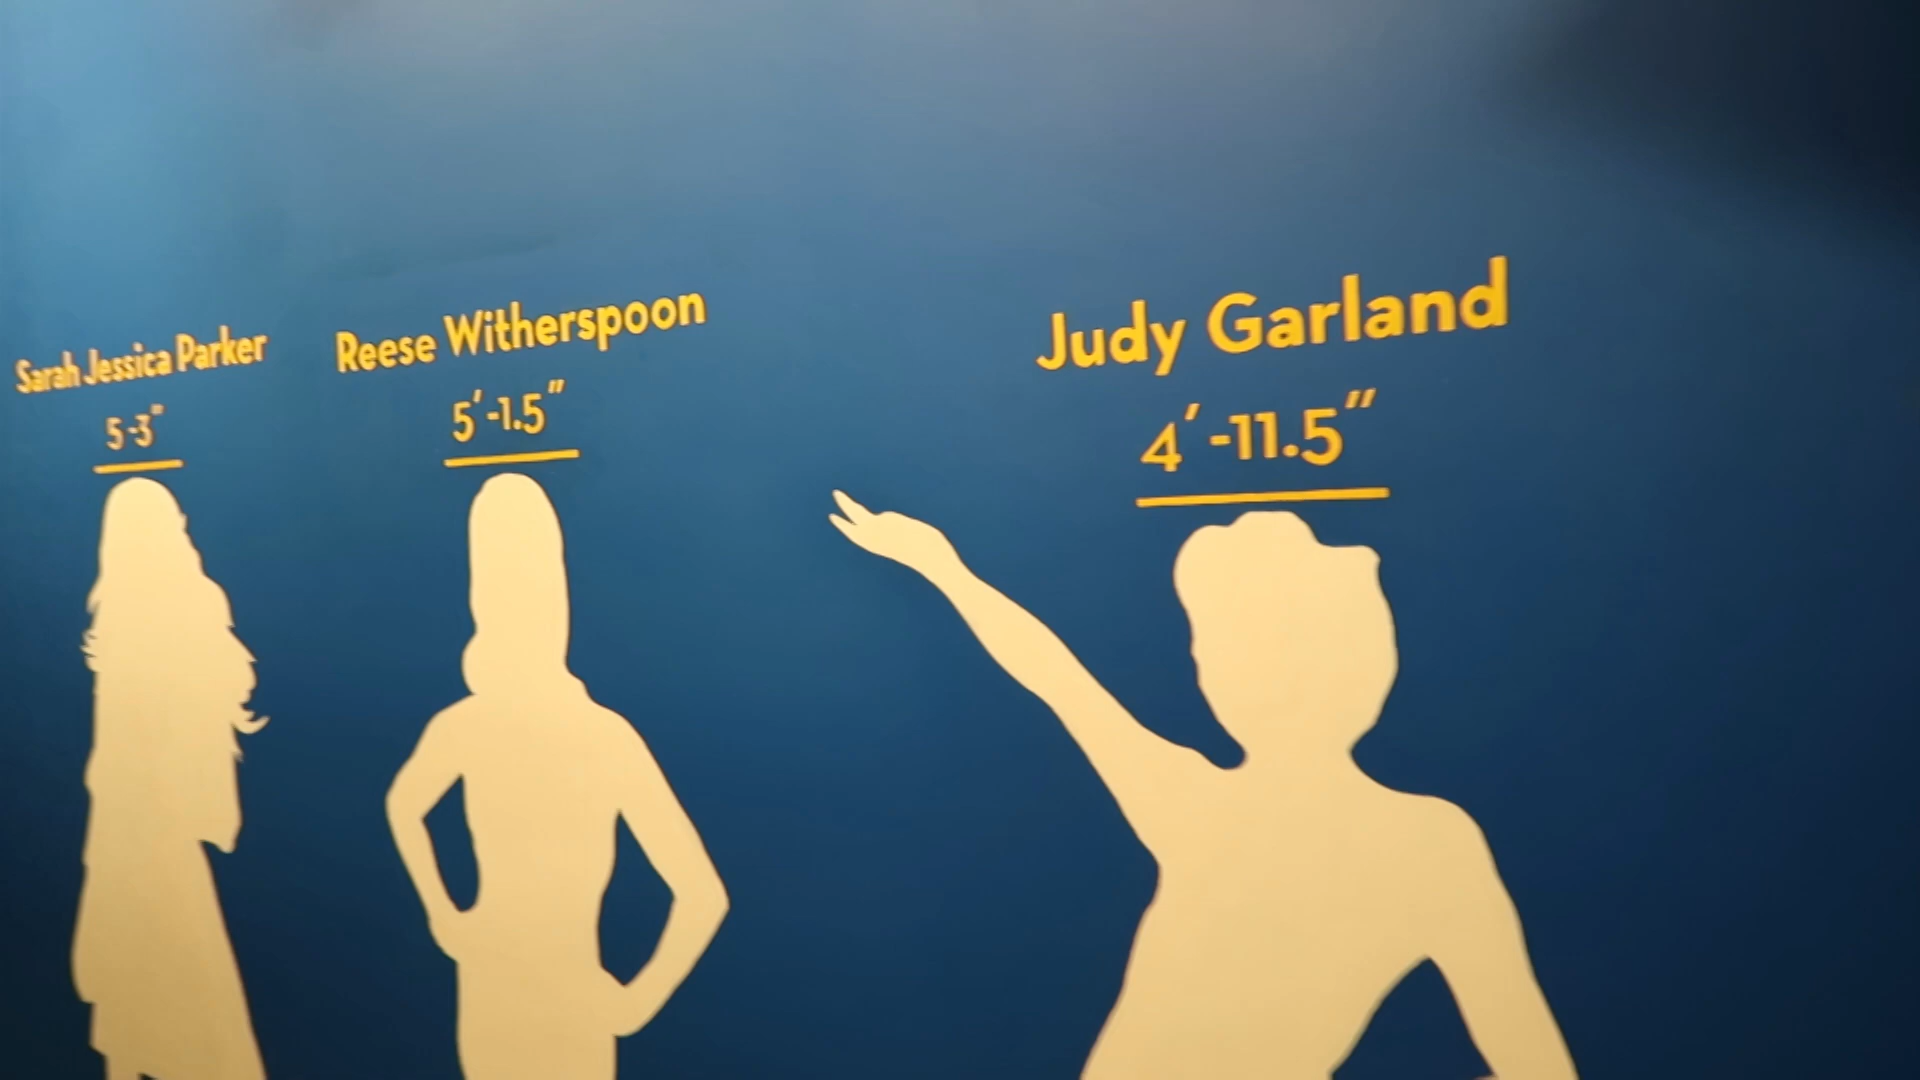 Sarah Jessica Parker
5-3"
Reese Witherspoon
5'-1.5"
Judy Garland
4'-11.5"